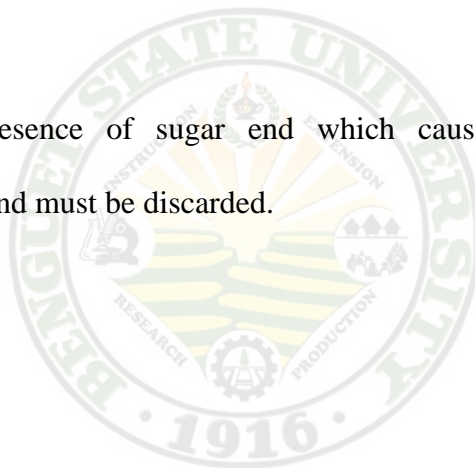 esence of sugar end which caus
nd must be discarded.
BENGUET STATE UNIVERSITY
INSTRUCTION
EXTENSION
RESEARCH
PRODUCTION
· 1916 ·